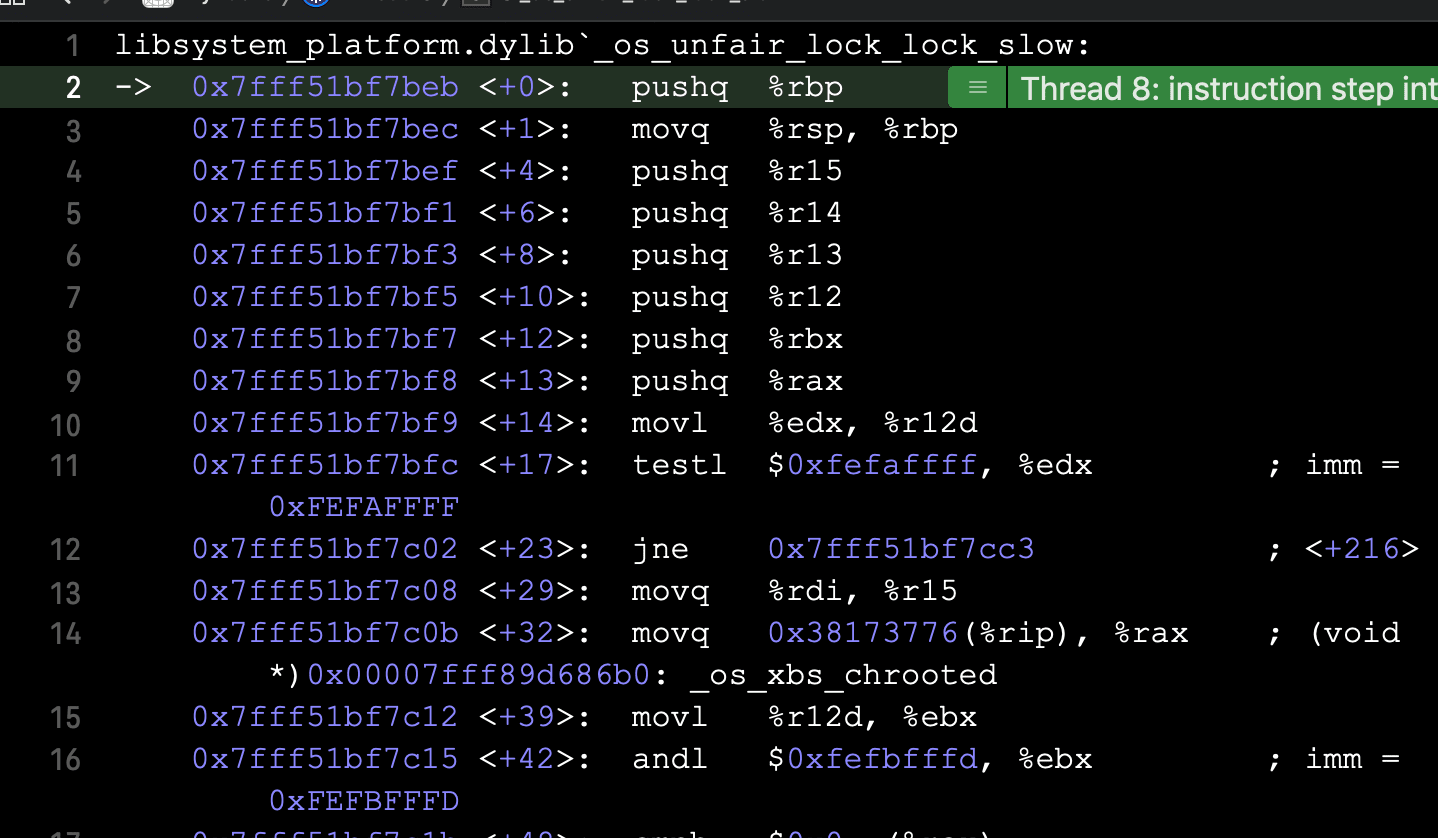 1 libsystem_platform.dylib`_os_unfair_lock_lock_slow:
2 -> 0x7fff51bf7beb <+0>: pushq %rbp Thread 8: instruction step int
3 0x7fff51bf7bec <+1>: movq %rsp, %rbp
4 0x7fff51bf7bef <+4>: pushq %r15
5 0x7fff51bf7bf1 <+6>: pushq %r14
6 0x7fff51bf7bf3 <+8>: pushq %r13
7 0x7fff51bf7bf5 <+10>: pushq %r12
8 0x7fff51bf7bf7 <+12>: pushq %rbx
9 0x7fff51bf7bf8 <+13>: pushq %rax
10 0x7fff51bf7bf9 <+14>: movl %edx, %r12d
11 0x7fff51bf7bfc <+17>: testl $0xfefaffff, %edx ; imm =
0xFEFAFFFF
12 0x7fff51bf7c02 <+23>: jne 0x7fff51bf7cc3 ; <+216>
13 0x7fff51bf7c08 <+29>: movq %rdi, %r15
14 0x7fff51bf7c0b <+32>: movq 0x38173776(%rip), %rax ; (void
*)0x00007fff89d686b0: _os_xbs_chrooted
15 0x7fff51bf7c12 <+39>: movl %r12d, %ebx
16 0x7fff51bf7c15 <+42>: andl $0xfefbfffd, %ebx ; imm =
0xFEFBFFFD